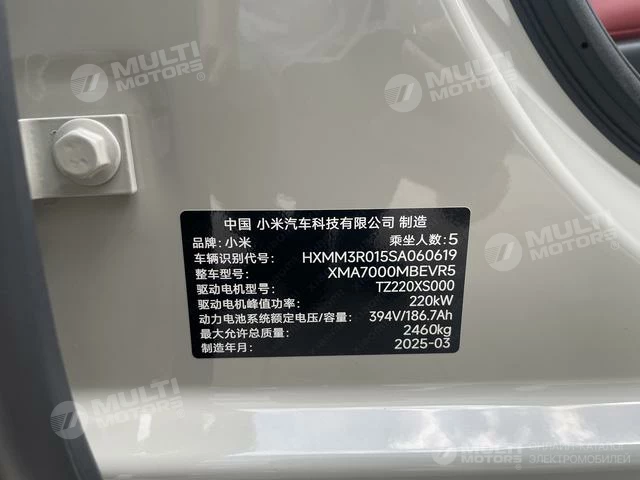 MULTI MOTORS®
MULTI MOTORS®
MULTI MOTORS®
中国 小米汽车科技有限公司 制造
品牌: 小米 乘坐人数: 5
车辆识别代号: HXMM3R015SA060619
整车型号: XMA7000MBEVR5
驱动电机型号: TZ220XS000
驱动电机峰值功率: 220kW
动力电池系统额定电压/容量: 394V/186.7Ah
最大允许总质量: 2460kg
制造年月: 2025-03
MULTI MOTORS®
MULTI MOTORS
ЭЛЕКТРОМОБИЛЕЙ